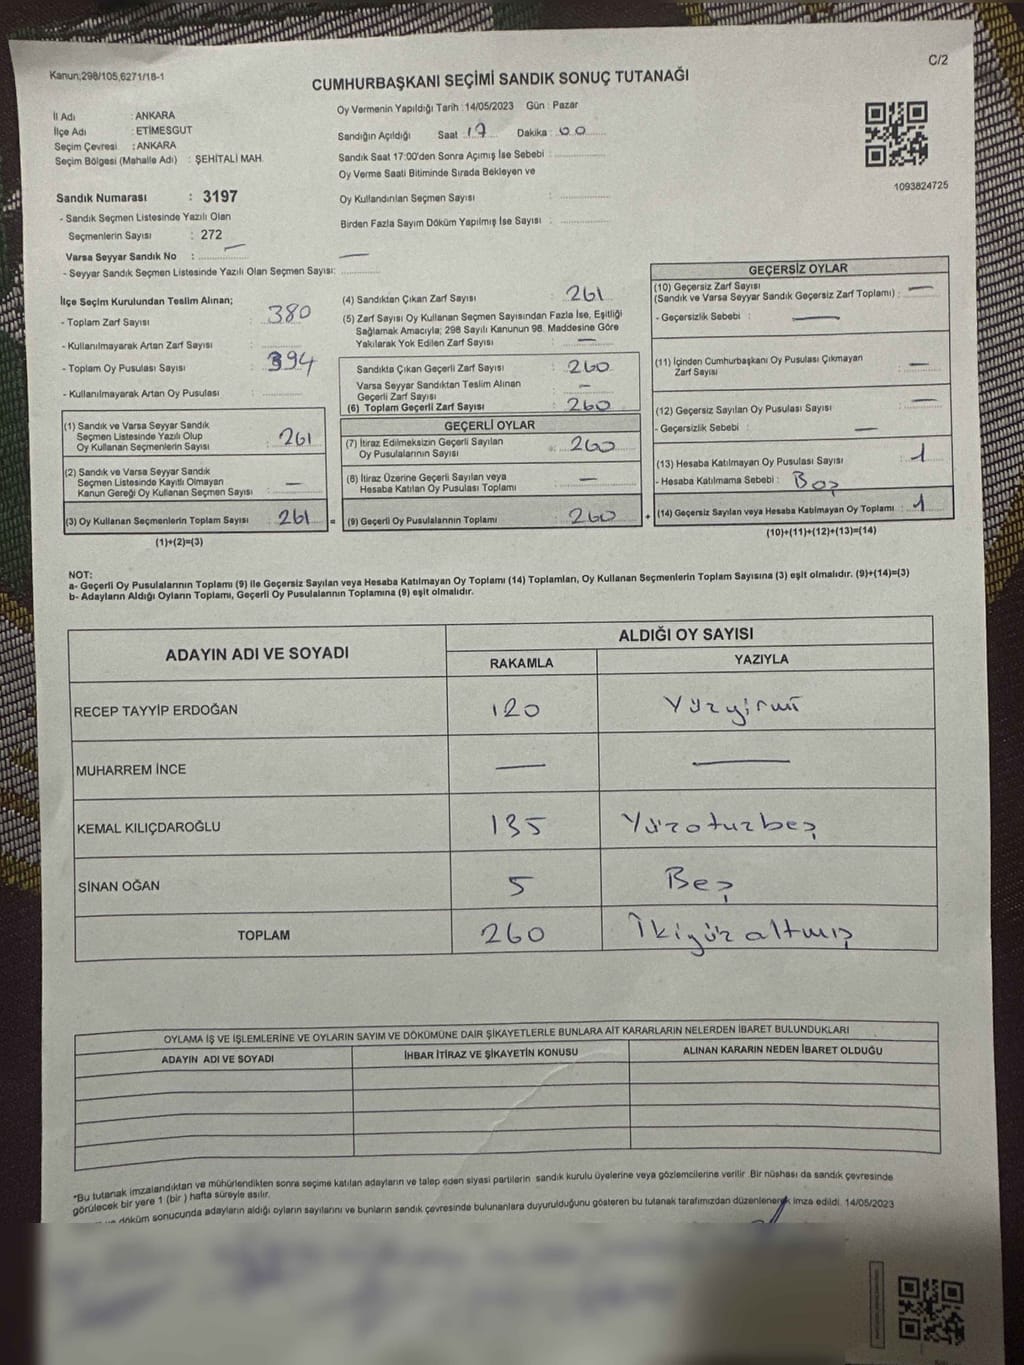 Kanun;298/105,6271/18-1
C/2
CUMHURBAŞKANI SEÇİMİ SANDIK SONUÇ TUTANAĞI
İl Adı : ANKARA
İlçe Adı : ETİMESGUT
Seçim Çevresi : ANKARA
Seçim Bölgesi (Mahalle Adı) : ŞEHİTALİ MAH.
Oy Vermenin Yapıldığı Tarih :14/05/2023 Gün : Pazar
Sandığın Açıldığı Saat : 17 Dakika : 00
Sandık Saat 17:00'den Sonra Açımış İse Sebebi :
Oy Verme Saati Bitiminde Sırada Bekleyen ve
Oy Kullandırılan Seçmen Sayısı :
Birden Fazla Sayım Döküm Yapılmış İse Sayısı :
1093824725
Sandık Numarası : 3197
- Sandık Seçmen Listesinde Yazılı Olan
Seçmenlerin Sayısı : 272
Varsa Seyyar Sandık No : —
- Seyyar Sandık Seçmen Listesinde Yazılı Olan Seçmen Sayısı: —
İlçe Seçim Kurulundan Teslim Alınan;
- Toplam Zarf Sayısı : 380
- Kullanılmayarak Artan Zarf Sayısı :
- Toplam Oy Pusulası Sayısı : 394
- Kullanılmayarak Artan Oy Pusulası :
(1) Sandık ve Varsa Seyyar Sandık
Seçmen Listesinde Yazılı Olup
Oy Kullanan Seçmenlerin Sayısı : 261
(2) Sandık ve Varsa Seyyar Sandık
Seçmen Listesinde Kayıtlı Olmayan
Kanun Gereği Oy Kullanan Seçmen Sayısı : —
(3) Oy Kullanan Seçmenlerin Toplam Sayısı : 261
(1)+(2)=(3)
=
(4) Sandıktan Çıkan Zarf Sayısı : 261
(5) Zarf Sayısı Oy Kullanan Seçmen Sayısından Fazla İse, Eşitliği
Sağlamak Amacıyla; 298 Sayılı Kanunun 98. Maddesine Göre
Yakılarak Yok Edilen Zarf Sayısı : —
Sandıkta Çıkan Geçerli Zarf Sayısı : 260
Varsa Seyyar Sandıktan Teslim Alınan
Geçerli Zarf Sayısı : —
(6) Toplam Geçerli Zarf Sayısı : 260
GEÇERLİ OYLAR
(7) İtiraz Edilmeksizin Geçerli Sayılan
Oy Pusulalarının Sayısı : 260
(8) İtiraz Üzerine Geçerli Sayılan veya
Hesaba Katılan Oy Pusulası Toplamı : —
(9) Geçerli Oy Pusulalarının Toplamı : 260
+
GEÇERSİZ OYLAR
(10) Geçersiz Zarf Sayısı
(Sandık ve Varsa Seyyar Sandık Geçersiz Zarf Toplamı) : —
- Geçersizlik Sebebi : —
(11) İçinden Cumhurbaşkanı Oy Pusulası Çıkmayan
Zarf Sayısı : —
(12) Geçersiz Sayılan Oy Pusulası Sayısı : —
- Geçersizlik Sebebi : —
(13) Hesaba Katılmayan Oy Pusulası Sayısı : 1
- Hesaba Katılmama Sebebi : Boş
(14) Geçersiz Sayılan veya Hesaba Katılmayan Oy Toplamı : 1
(10)+(11)+(12)+(13)=(14)
NOT:
a- Geçerli Oy Pusulalarının Toplamı (9) ile Geçersiz Sayılan veya Hesaba Katılmayan Oy Toplamı (14) Toplamları, Oy Kullanan Seçmenlerin Toplam Sayısına (3) eşit olmalıdır. (9)+(14)=(3)
b- Adayların Aldığı Oyların Toplamı, Geçerli Oy Pusulalarının Toplamına (9) eşit olmalıdır.
ADAYIN ADI VE SOYADI
ALDIĞI OY SAYISI
RAKAMLA YAZIYLA
RECEP TAYYİP ERDOĞAN 120 Yüzyirmi
MUHARREM İNCE — —
KEMAL KILIÇDAROĞLU 135 Yüzotuzbeş
SİNAN OĞAN 5 Beş
TOPLAM 260 İkiyüzaltmış
OYLAMA İŞ VE İŞLEMLERİNE VE OYLARIN SAYIM VE DÖKÜMÜNE DAİR ŞİKAYETLERLE BUNLARA AİT KARARLARIN NELERDEN İBARET BULUNDUKLARI
ADAYIN ADI VE SOYADI İHBAR İTİRAZ VE ŞİKAYETİN KONUSU ALINAN KARARIN NEDEN İBARET OLDUĞU
*Bu tutanak imzalandıktan ve mühürlendikten sonra seçime katılan adayların ve talep eden siyasi partilerin sandık kurulu üyelerine veya gözlemcilerine verilir. Bir nüshası da sandık çevresinde
görülecek bir yere 1 (bir ) hafta süreyle asılır.
döküm sonucunda adayların aldığı oyların sayılarını ve bunların sandık çevresinde bulunanlara duyurulduğunu gösteren bu tutanak tarafımızdan düzenlenerek imza edildi. 14/05/2023